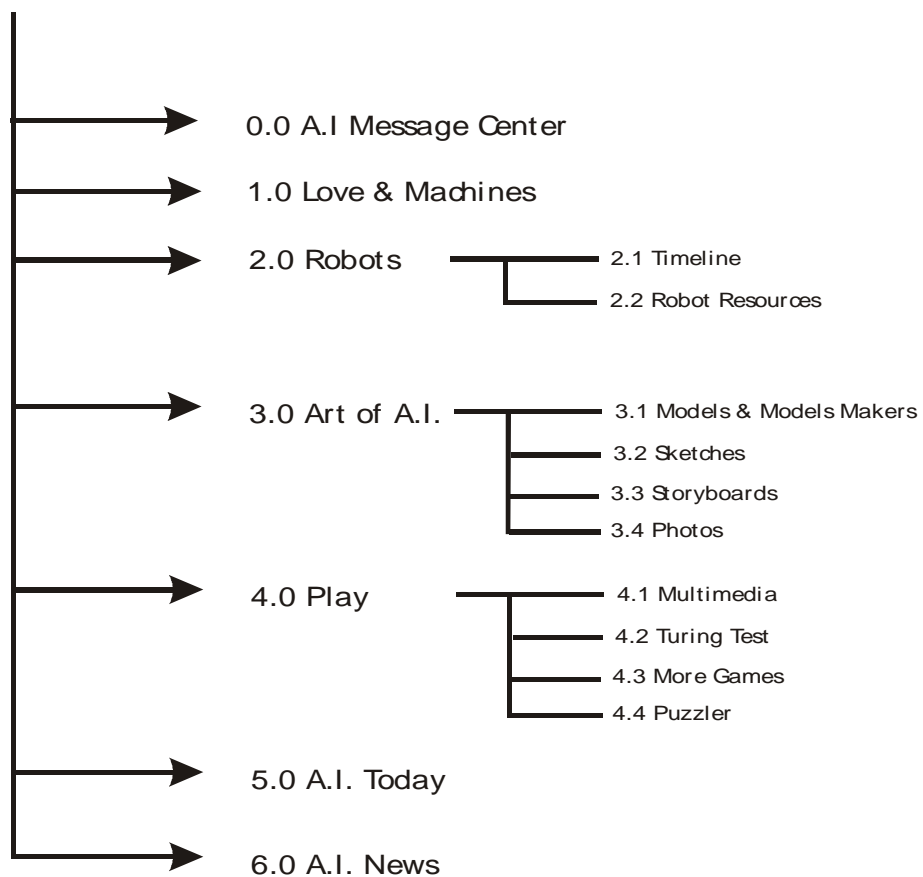 0.0 A.I Message Center
1.0 Love & Machines
2.0 Robots
2.1 Timeline
2.2 Robot Resources
3.0 Art of A.I.
3.1 Models & Models Makers
3.2 Sketches
3.3 Storyboards
3.4 Photos
4.0 Play
4.1 Multimedia
4.2 Turing Test
4.3 More Games
4.4 Puzzler
5.0 A.I. Today
6.0 A.I. News